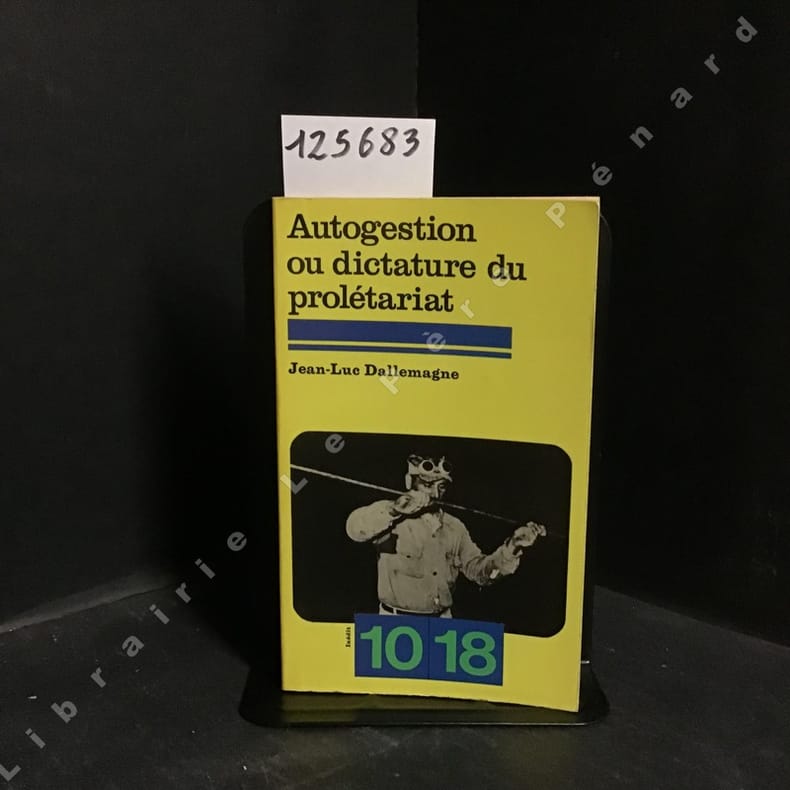 125683
Autogestion
ou dictature du
prolétariat
Jean-Luc Dallemagne
Inédit
10 18
Librairie Le Père Pénard